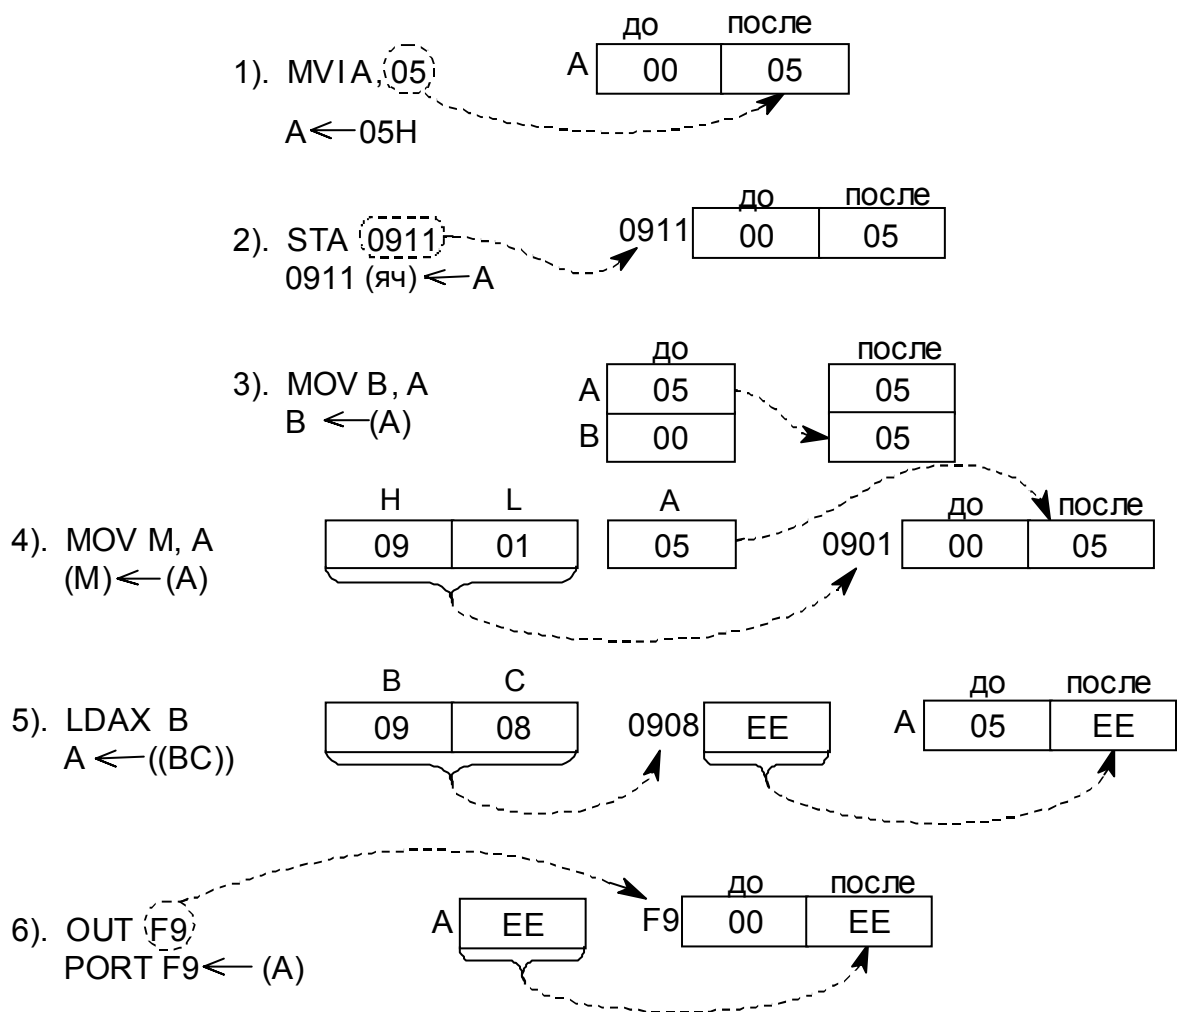 до после
1). MVI A, 05 A 00 05
A 05H
до после
2). STA 0911 0911 00 05
0911 (яч) A
до после
3). MOV B, A A 05 05
B (A) B 00 05
H L A до после
4). MOV M, A 09 01 05 0901 00 05
(M) (A)
B C до после
5). LDAX B 09 08 0908 EE A 05 EE
A ((BC))
до после
6). OUT F9 A EE F9 00 EE
PORT F9 (A)